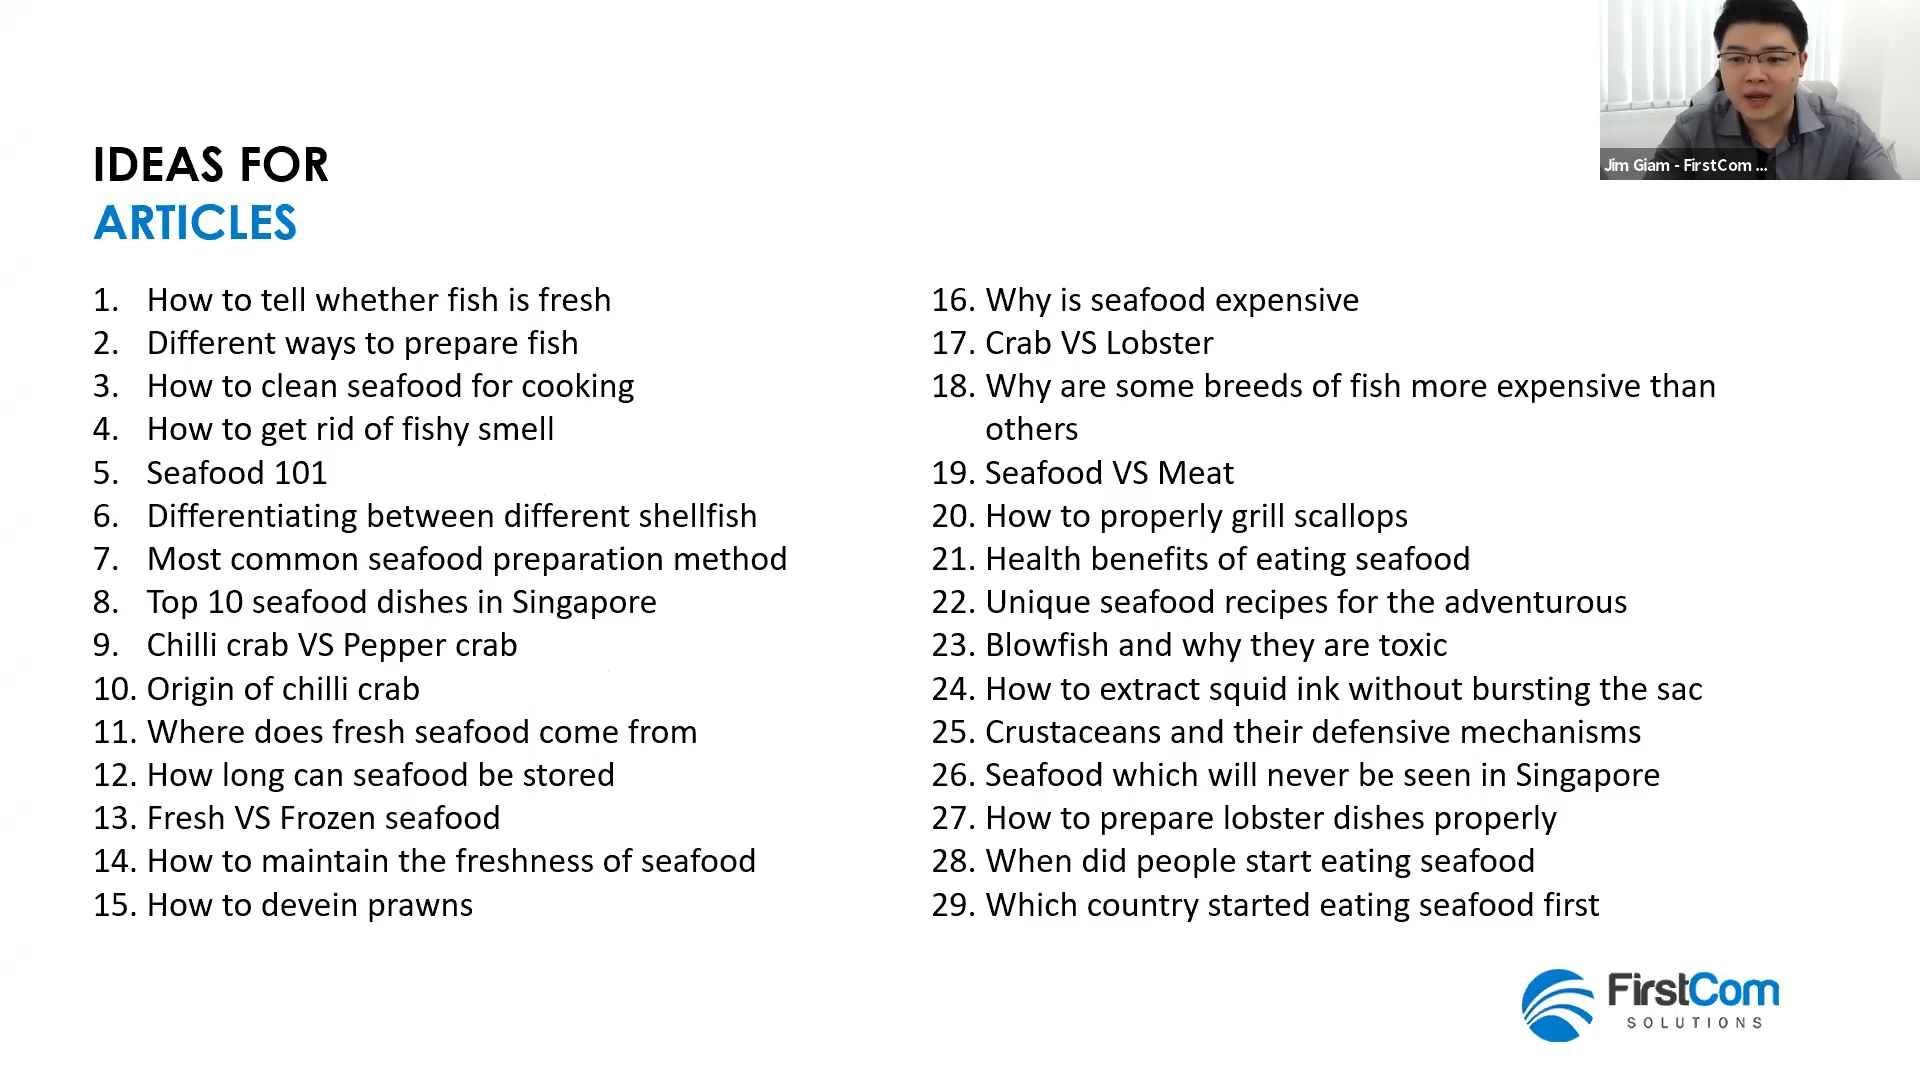 Jim Giam - FirstCom ...
IDEAS FOR
ARTICLES
1. How to tell whether fish is fresh
2. Different ways to prepare fish
3. How to clean seafood for cooking
4. How to get rid of fishy smell
5. Seafood 101
6. Differentiating between different shellfish
7. Most common seafood preparation method
8. Top 10 seafood dishes in Singapore
9. Chilli crab VS Pepper crab
10. Origin of chilli crab
11. Where does fresh seafood come from
12. How long can seafood be stored
13. Fresh VS Frozen seafood
14. How to maintain the freshness of seafood
15. How to devein prawns
16. Why is seafood expensive
17. Crab VS Lobster
18. Why are some breeds of fish more expensive than
others
19. Seafood VS Meat
20. How to properly grill scallops
21. Health benefits of eating seafood
22. Unique seafood recipes for the adventurous
23. Blowfish and why they are toxic
24. How to extract squid ink without bursting the sac
25. Crustaceans and their defensive mechanisms
26. Seafood which will never be seen in Singapore
27. How to prepare lobster dishes properly
28. When did people start eating seafood
29. Which country started eating seafood first
FirstCom
SOLUTIONS